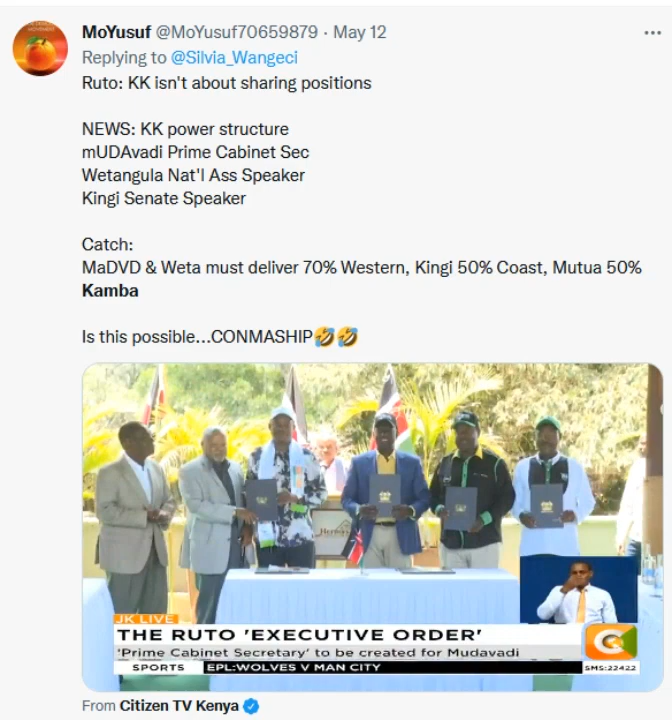 MoYusuf @MoYusuf70659879 · May 12
Replying to @Silvia_Wangeci
Ruto: KK isn't about sharing positions
NEWS: KK power structure
mUDAvadi Prime Cabinet Sec
Wetangula Nat'l Ass Speaker
Kingi Senate Speaker
Catch:
MaDVD & Weta must deliver 70% Western, Kingi 50% Coast, Mutua 50%
Kamba
Is this possible...CONMASHIP🤣🤣
JK LIVE
THE RUTO 'EXECUTIVE ORDER'
'Prime Cabinet Secretary' to be created for Mudavadi
SPORTS EPL:WOLVES V MAN CITY
SMS:22422
From Citizen TV Kenya